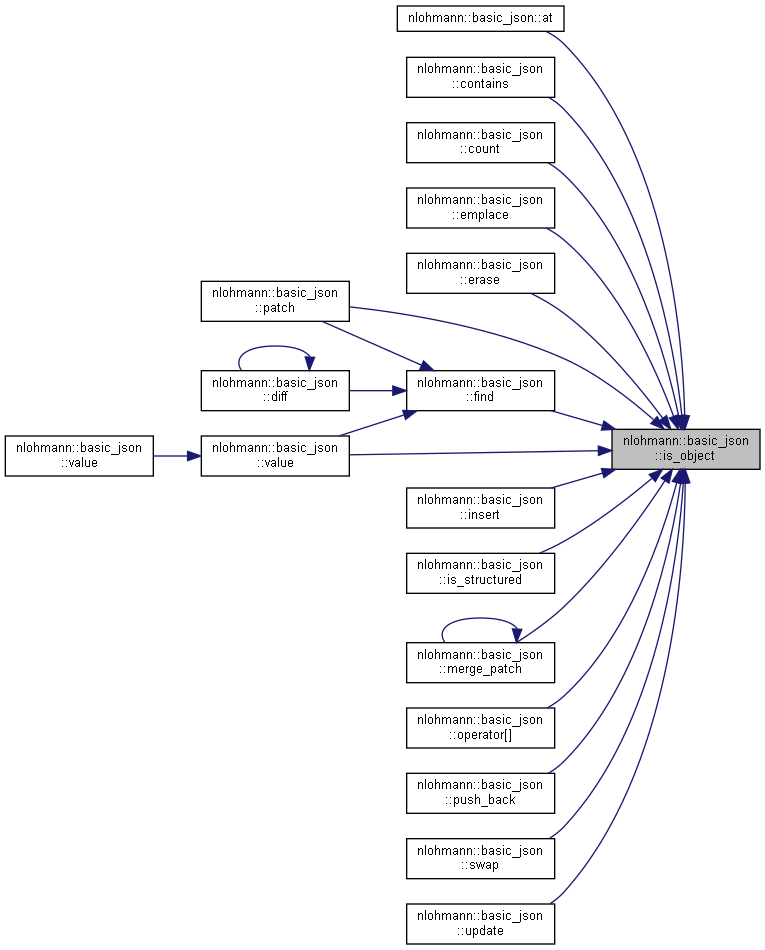 nlohmann::basic_json::at
nlohmann::basic_json
::contains
nlohmann::basic_json
::count
nlohmann::basic_json
::emplace
nlohmann::basic_json
::erase
nlohmann::basic_json
::patch
nlohmann::basic_json
::diff
nlohmann::basic_json
::find
nlohmann::basic_json
::value
nlohmann::basic_json
::value
nlohmann::basic_json
::is_object
nlohmann::basic_json
::insert
nlohmann::basic_json
::is_structured
nlohmann::basic_json
::merge_patch
nlohmann::basic_json
::operator[]
nlohmann::basic_json
::push_back
nlohmann::basic_json
::swap
nlohmann::basic_json
::update